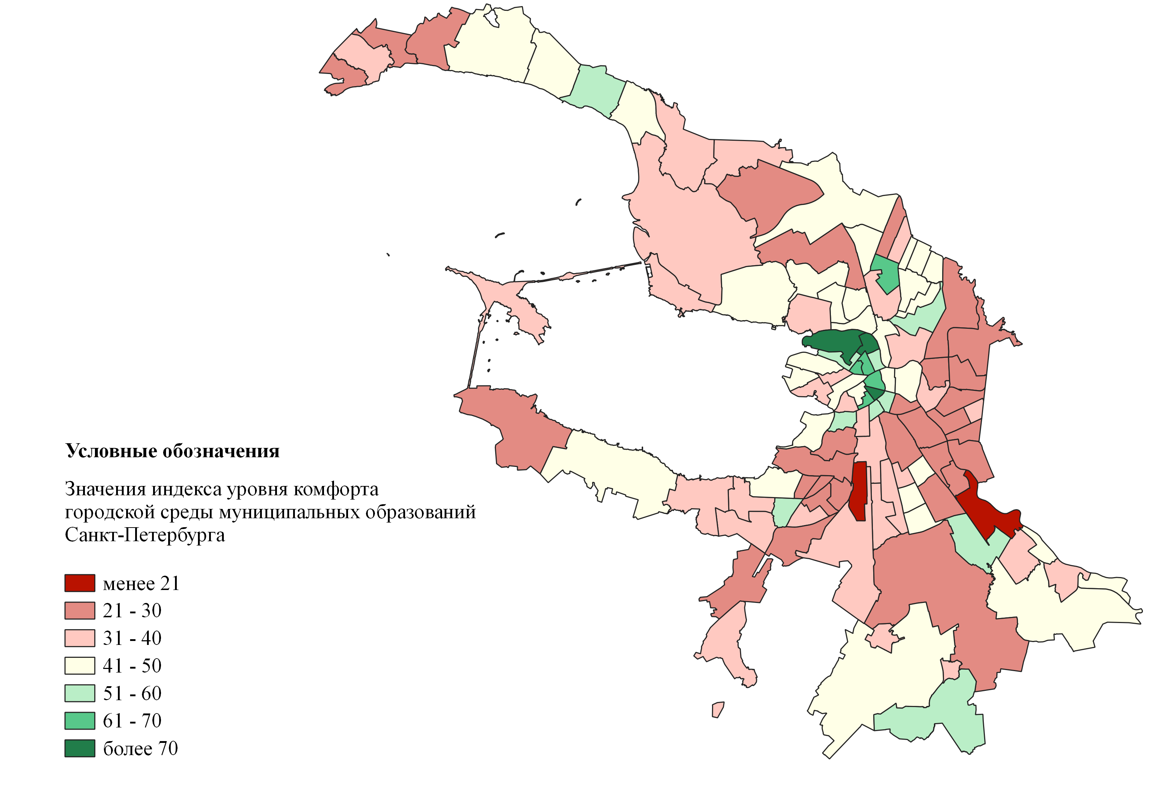 Условные обозначения
Значения индекса уровня комфорта
городской среды муниципальных образований
Санкт-Петербурга
менее 21
21 - 30
31 - 40
41 - 50
51 - 60
61 - 70
более 70